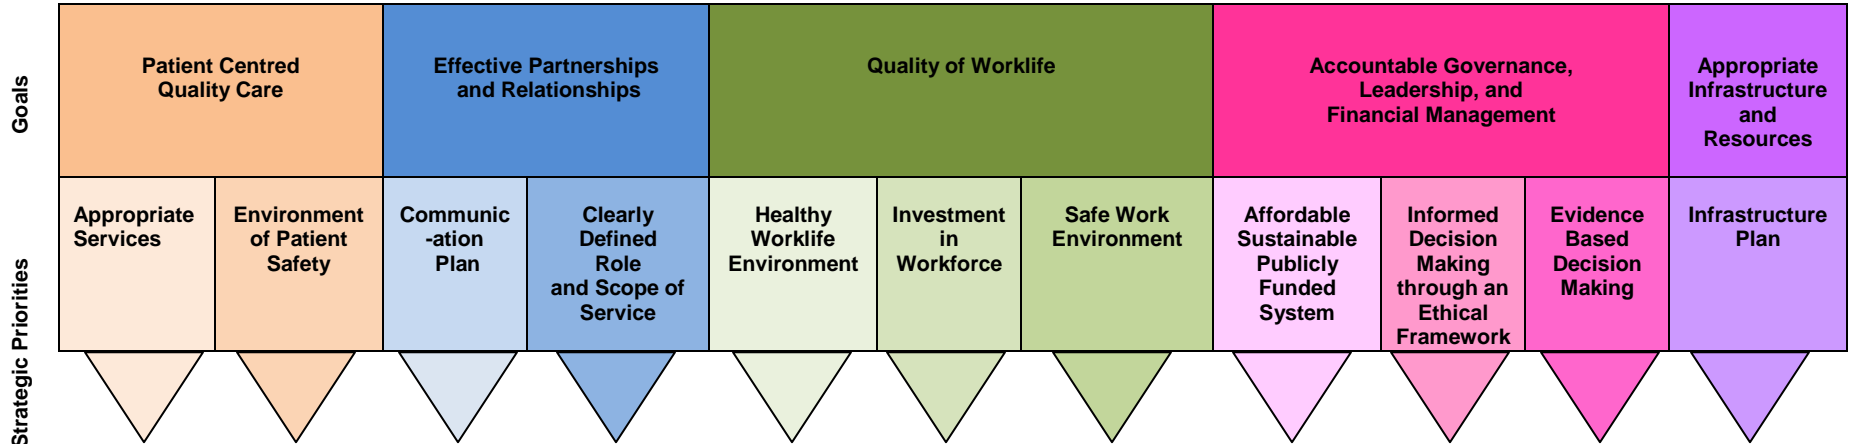 Goals
Patient Centred
Quality Care
Effective Partnerships
and Relationships
Quality of Worklife
Accountable Governance,
Leadership, and
Financial Management
Appropriate
Infrastructure
and
Resources
Strategic Priorities
Appropriate
Services
Environment
of Patient
Safety
Communic
-ation
Plan
Clearly
Defined
Role
and Scope of
Service
Healthy
Worklife
Environment
Investment
in
Workforce
Safe Work
Environment
Affordable
Sustainable
Publicly
Funded
System
Informed
Decision
Making
through an
Ethical
Framework
Evidence
Based
Decision
Making
Infrastructure
Plan